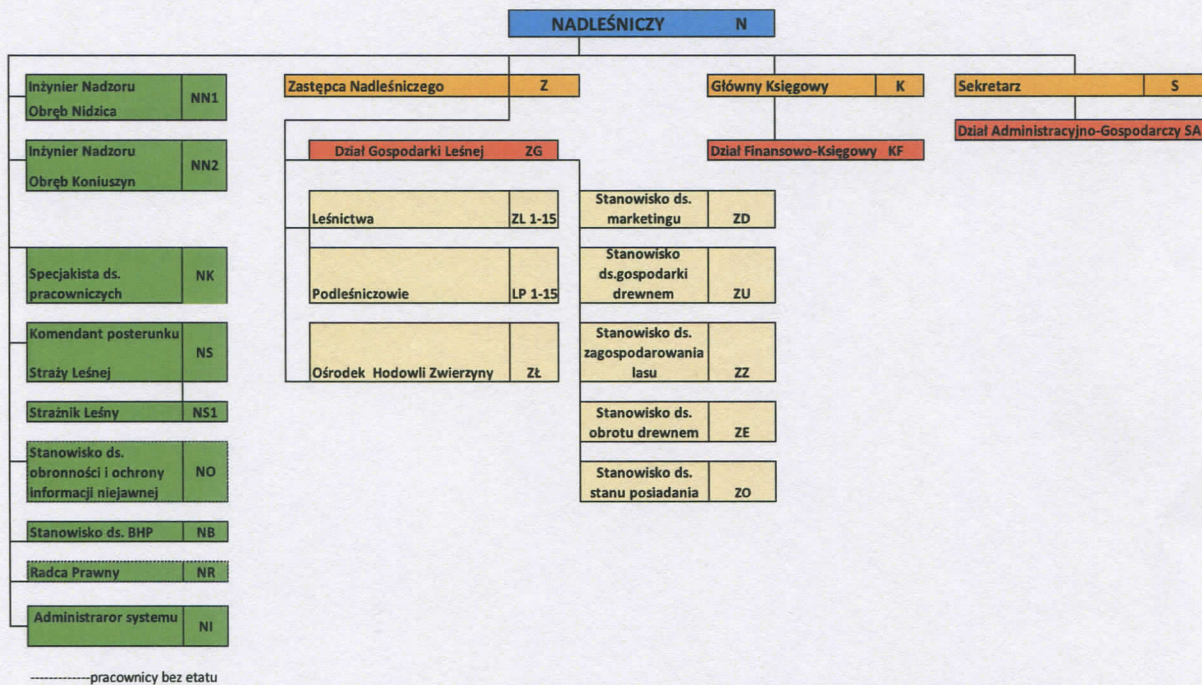 NADLEŚNICZY N
Inżynier Nadzoru
Obręb Nidzica
NN1
Zastępca Nadleśniczego Z
Główny Księgowy K
Sekretarz S
Dział Administracyjno-Gospodarczy SA
Inżynier Nadzoru
Obręb Koniuszyn
NN2
Dział Gospodarki Leśnej ZG
Dział Finansowo-Księgowy KF
Leśnictwa ZL 1-15
Stanowisko ds.
marketingu
ZD
Specjakista ds.
pracowniczych
NK
Podleśniczowie LP 1-15
Stanowisko
ds.gospodarki
drewnem
ZU
Komendant posterunku
Straży Leśnej
NS
Ośrodek Hodowli Zwierzyny ZŁ
Stanowisko ds.
zagospodarowania
lasu
ZZ
Strażnik Leśny NS1
Stanowisko ds.
obrotu drewnem
ZE
Stanowisko ds.
obronności i ochrony
informacji niejawnej
NO
Stanowisko ds.
stanu posiadania
ZO
Stanowisko ds. BHP NB
Radca Prawny NR
Administraror systemu NI
-------------pracownicy bez etatu